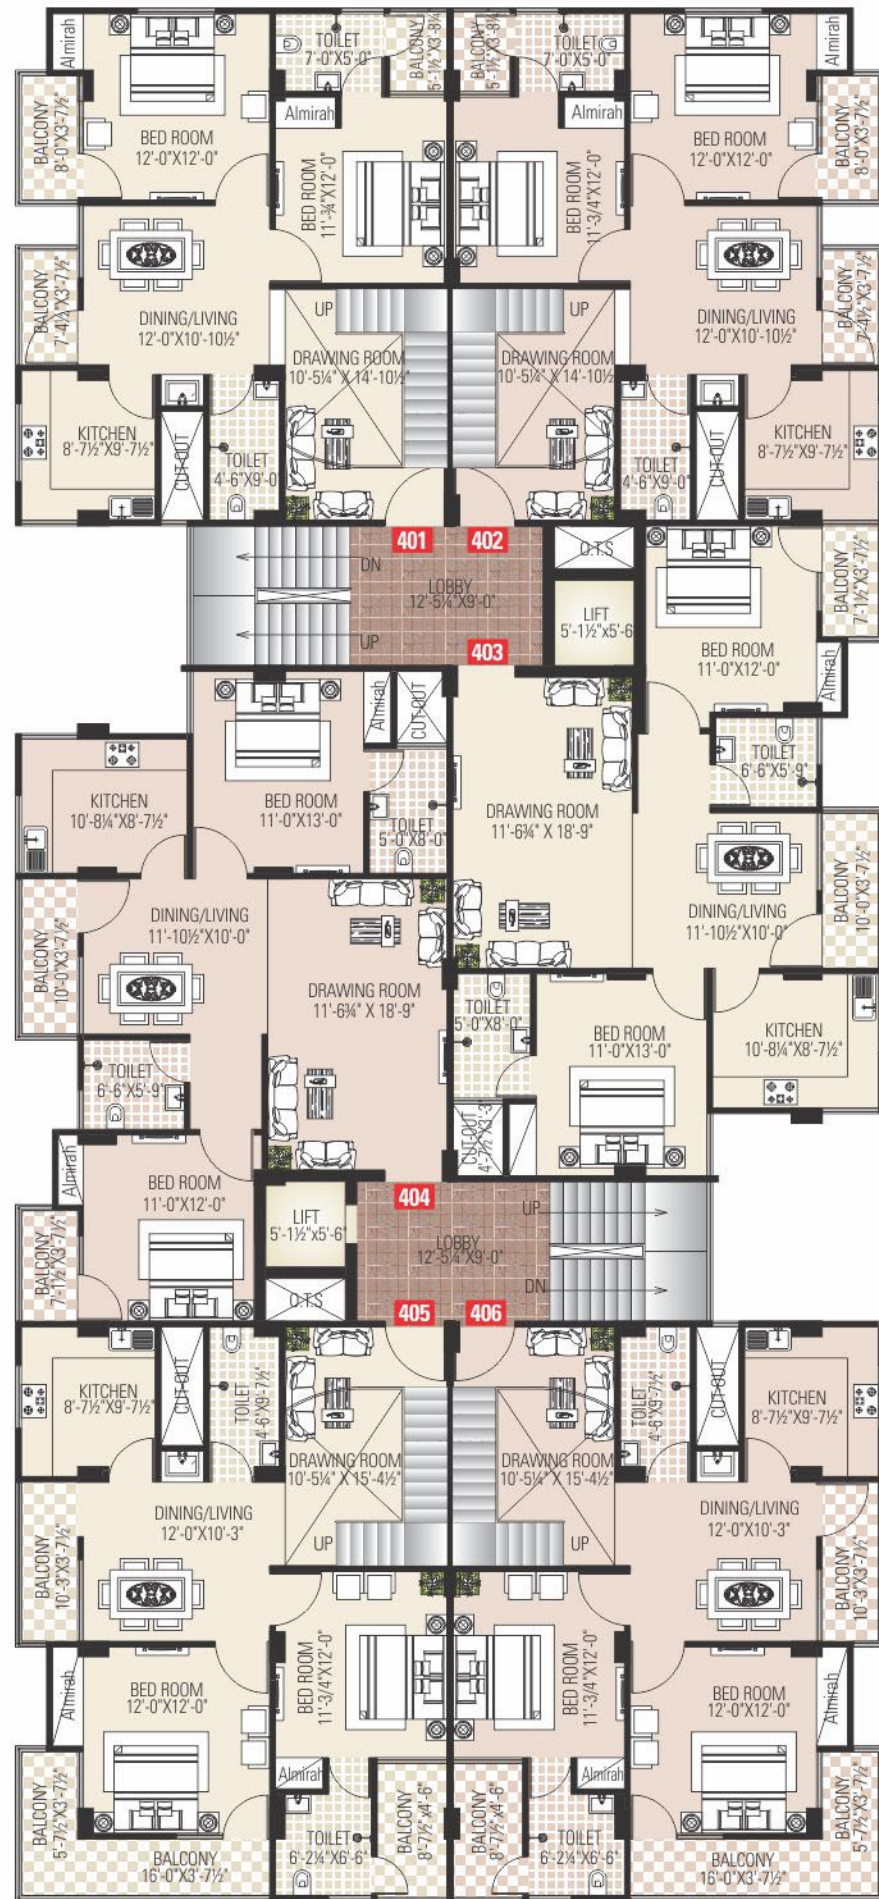 Almirah
BED ROOM
12'-0"X12'-0"
BALCONY
8'-0"X3'-7½"
TOILET
7'-0"X5'-0"
BALCONY
5'-1½"X3'-8¼"
Almirah
BED ROOM
11'-¾"X12'-0"
BALCONY
5'-1½"X3'-8¼"
TOILET
7'-0"X5'-0"
Almirah
BED ROOM
11'-3/4"X12'-0"
Almirah
BED ROOM
12'-0"X12'-0"
BALCONY
8'-0"X3'-7½"
BALCONY
7'-4½"X3'-7½"
DINING/LIVING
12'-0"X10'-10½"
UP
DRAWING ROOM
10'-5¼" X 14'-10½"
UP
DRAWING ROOM
10'-5¼" X 14'-10½
DINING/LIVING
12'-0"X10'-10½"
BALCONY
7'-4½"X3'-7½"
KITCHEN
8'-7½"X9'-7½"
CUT-OUT
TOILET
4'-6"X9'-0"
TOILET
4'-6"X9'-0"
CUT-OUT
KITCHEN
8'-7½"X9'-7½"
401
402
DN
LOBBY
12'-5¼"X9'-0"
UP
403
O.T.S
LIFT
5'-1½"x5'-6
BED ROOM
11'-0"X12'-0"
BALCONY
7'-1½"X3'-7½"
Almirah
TOILET
6'-6"X5'-9"
KITCHEN
10'-8¼"X8'-7½"
BED ROOM
11'-0"X13'-0"
Almirah
CUT-OUT
TOILET
5'-0"X8'-0"
DRAWING ROOM
11'-6¾" X 18'-9"
DINING/LIVING
11'-10½"X10'-0"
BALCONY
10'-0"X3'-7½"
BALCONY
10'-0"X3'-7½"
DINING/LIVING
11'-10½"X10'-0"
DRAWING ROOM
11'-6¾" X 18'-9"
TOILET
5'-0"X8'-0"
BED ROOM
11'-0"X13'-0"
KITCHEN
10'-8¼"X8'-7½"
TOILET
6'-6"X5'-9"
CUT-OUT
4'-7½"X3'-3"
Almirah
BED ROOM
11'-0"X12'-0"
BALCONY
7'-1½"X3'-7½"
LIFT
5'-1½"x5'-6"
O.T.S
404
UP
LOBBY
12'-5¼"X9'-0"
DN
405
406
KITCHEN
8'-7½"X9'-7½"
CUT-OUT
TOILET
4'-6"X9'-7½"
DRAWING ROOM
10'-5¼" X 15'-4½"
UP
DRAWING ROOM
10'-5¼" X 15'-4½"
UP
TOILET
4'-6"X9'-7½"
CUT-OUT
KITCHEN
8'-7½"X9'-7½"
BALCONY
10'-3"X3'-7½"
DINING/LIVING
12'-0"X10'-3"
DINING/LIVING
12'-0"X10'-3"
BALCONY
10'-3"X3'-7½"
Almirah
BED ROOM
12'-0"X12'-0"
BED ROOM
11'-3/4"X12'-0"
Almirah
BED ROOM
11'-3/4"X12'-0"
Almirah
BED ROOM
12'-0"X12'-0"
Almirah
BALCONY
5'-7½"X3'-7½"
BALCONY
16'-0"X3'-7½"
TOILET
6'-2¼"X6'-6"
BALCONY
8'-7½"x4'-6"
BALCONY
8'-7½"x4'-6"
TOILET
6'-2¼"X6'-6"
BALCONY
16'-0"X3'-7½"
BALCONY
5'-7½"X3'-7½"